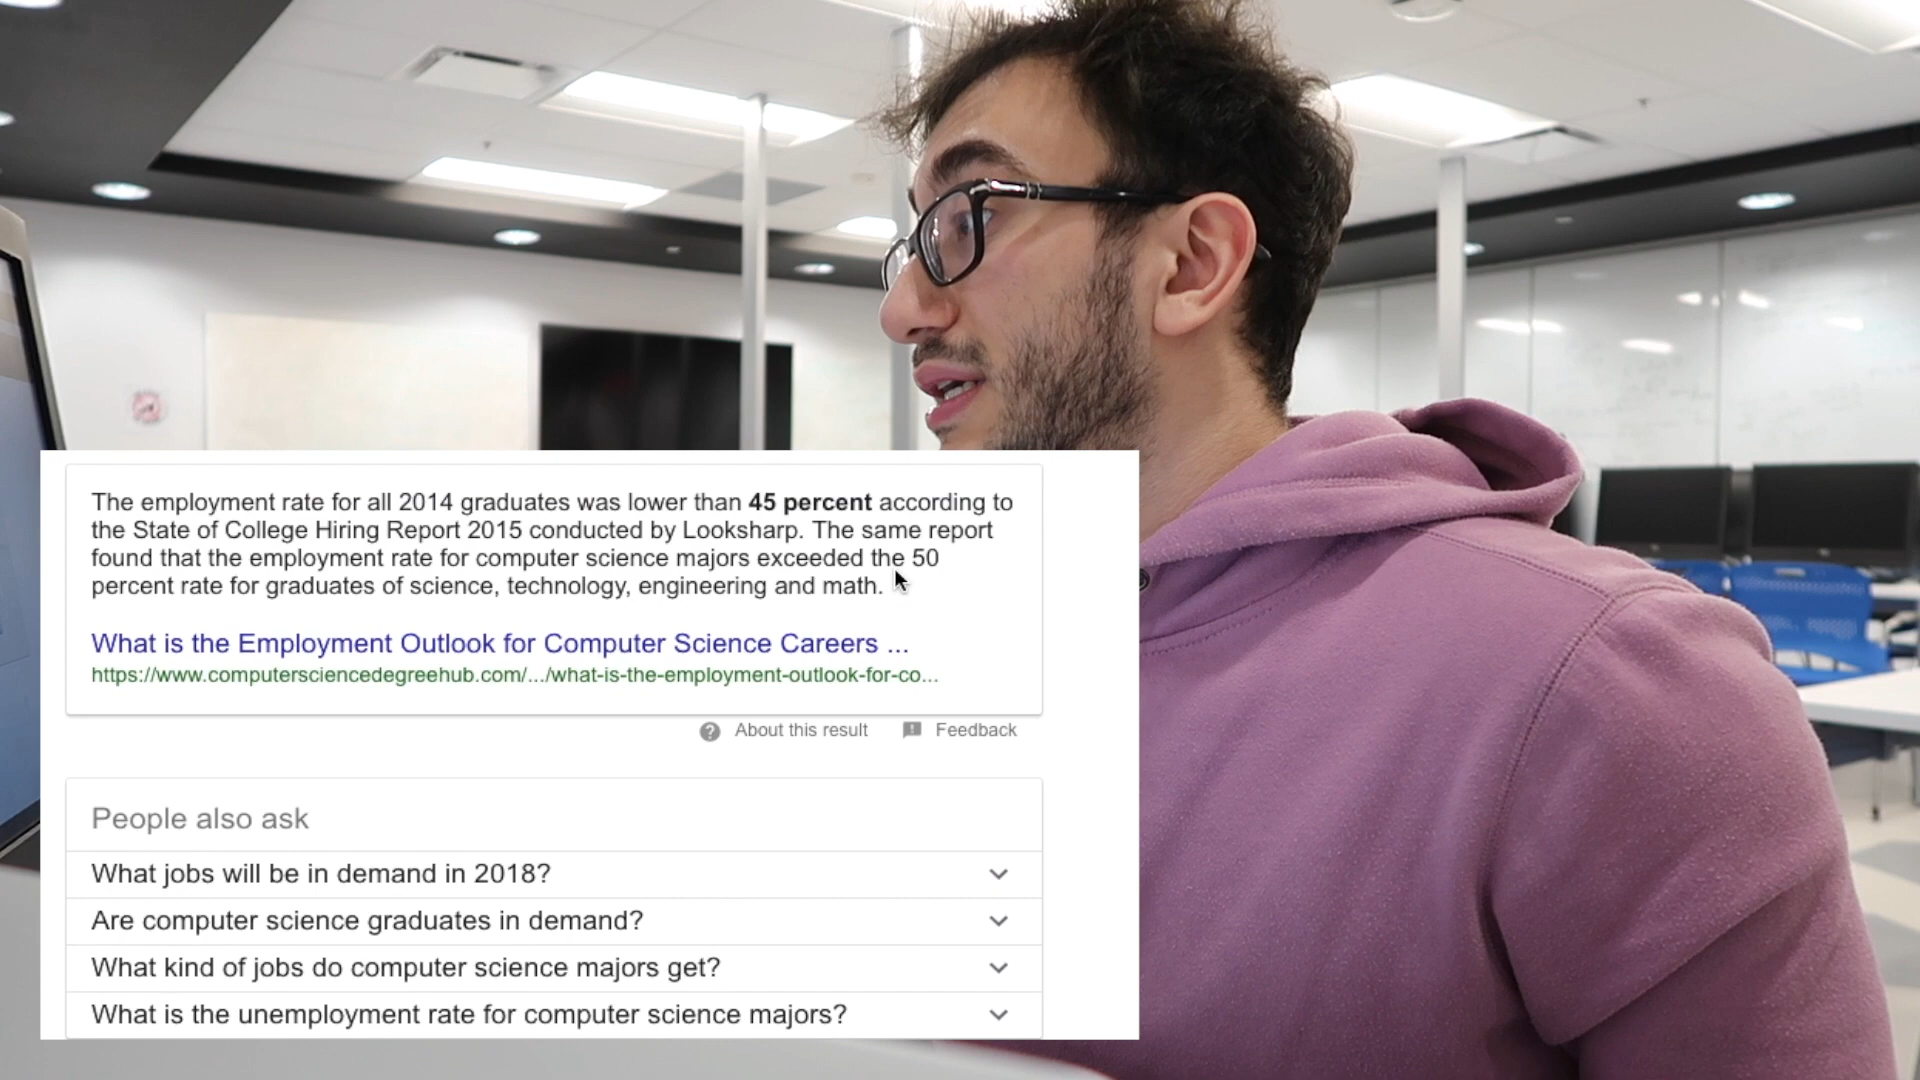 The employment rate for all 2014 graduates was lower than 45 percent according to
the State of College Hiring Report 2015 conducted by Looksharp. The same report
found that the employment rate for computer science majors exceeded the 50
percent rate for graduates of science, technology, engineering and math.
What is the Employment Outlook for Computer Science Careers ...
https://www.computersciencedegreehub.com/.../what-is-the-employment-outlook-for-co...
About this result
Feedback
People also ask
What jobs will be in demand in 2018?
Are computer science graduates in demand?
What kind of jobs do computer science majors get?
What is the unemployment rate for computer science majors?